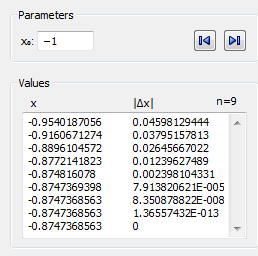 Parameters
x₀: −1
Values
x |Δx| n=9
-0.9540187056 0.04598129444
-0.9160671274 0.03795157813
-0.8896104572 0.02645667022
-0.8772141823 0.01239627489
-0.874816078 0.002398104331
-0.8747369398 7.913820621E-005
-0.8747368563 8.350878822E-008
-0.8747368563 1.36557432E-013
-0.8747368563 0